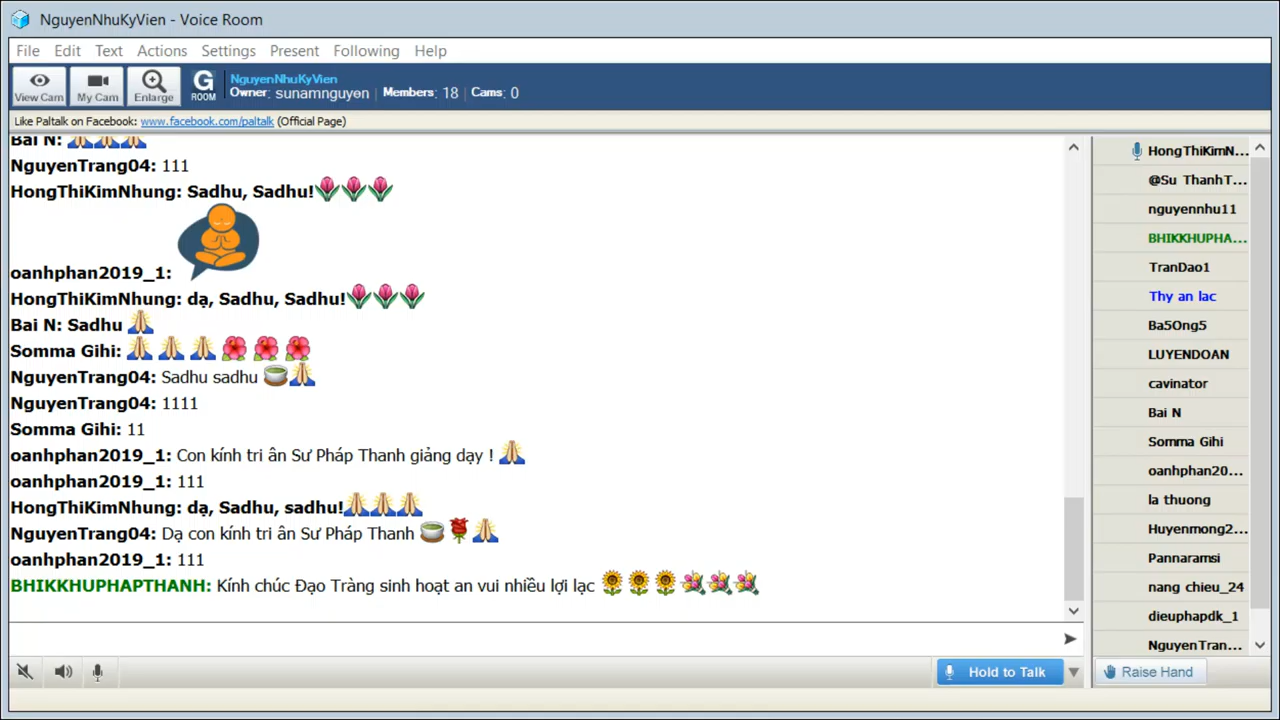 NguyenNhuKyVien - Voice Room
File Edit Text Actions Settings Present Following Help
View Cam My Cam Enlarge G ROOM
NguyenNhuKyVien
Owner: sunamnguyen | Members: 18 | Cams: 0
Like Paltalk on Facebook: www.facebook.com/paltalk (Official Page)
Bai N:
NguyenTrang04: 111
HongThiKimNhung: Sadhu, Sadhu!
oanhphan2019_1:
HongThiKimNhung: dạ, Sadhu, Sadhu!
Bai N: Sadhu
Somma Gihi:
NguyenTrang04: Sadhu sadhu
NguyenTrang04: 1111
Somma Gihi: 11
oanhphan2019_1: Con kính tri ân Sư Pháp Thanh giảng dạy !
oanhphan2019_1: 111
HongThiKimNhung: dạ, Sadhu, sadhu!
NguyenTrang04: Dạ con kính tri ân Sư Pháp Thanh
oanhphan2019_1: 111
BHIKKHUPHAPTHANH: Kính chúc Đạo Tràng sinh hoạt an vui nhiều lợi lạc
HongThiKimN...
@Su ThanhT...
nguyennhu11
BHIKKHUPHA...
TranDao1
Thy an lac
Ba5Ong5
LUYENDOAN
cavinator
Bai N
Somma Gihi
oanhphan20...
la thuong
Huyenmong2...
Pannaramsi
nang chieu_24
dieuphapdk_1
NguyenTran...
Hold to Talk
Raise Hand